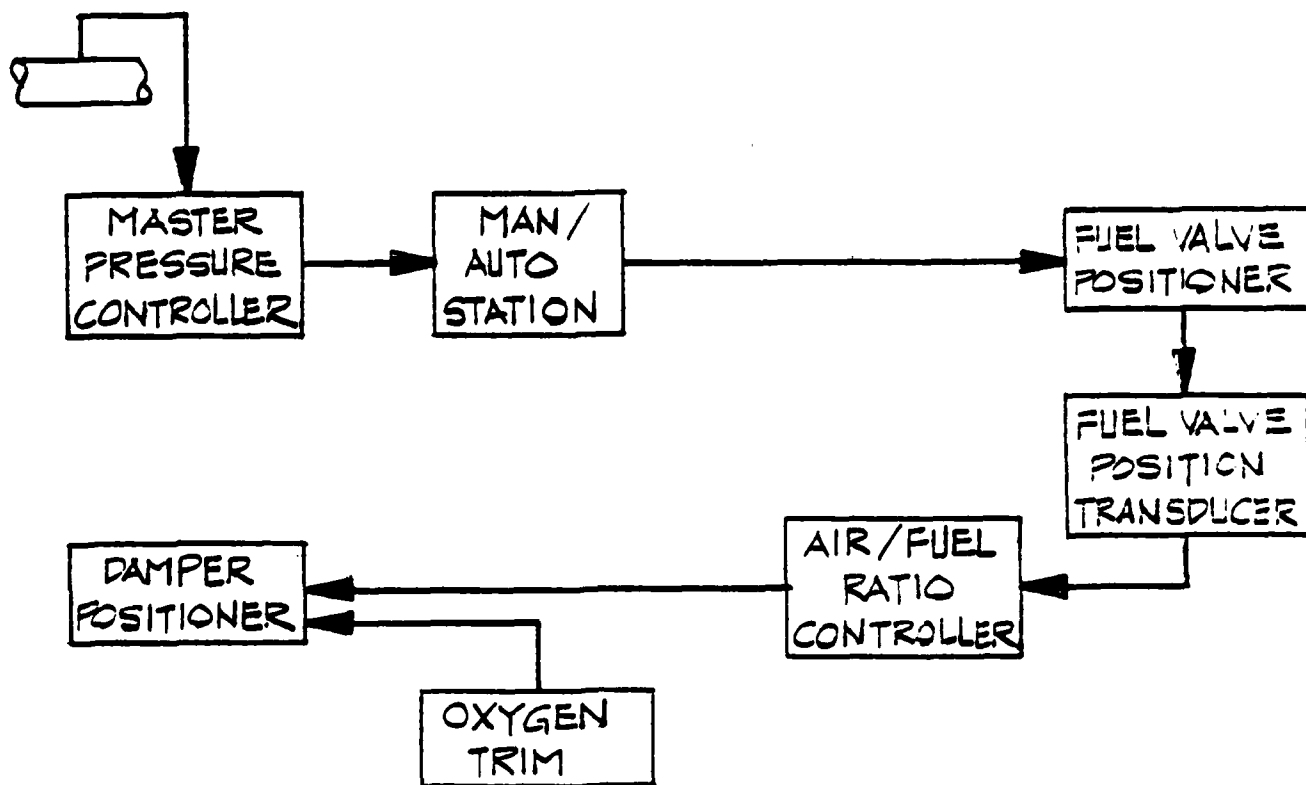 MASTER
PRESSURE
CONTROLLER
MAN/
AUTO
STATION
FUEL VALVE
POSITIONER
FUEL VALVE
POSITION
TRANSDUCER
AIR/FUEL
RATIO
CONTROLLER
DAMPER
POSITIONER
OXYGEN
TRIM